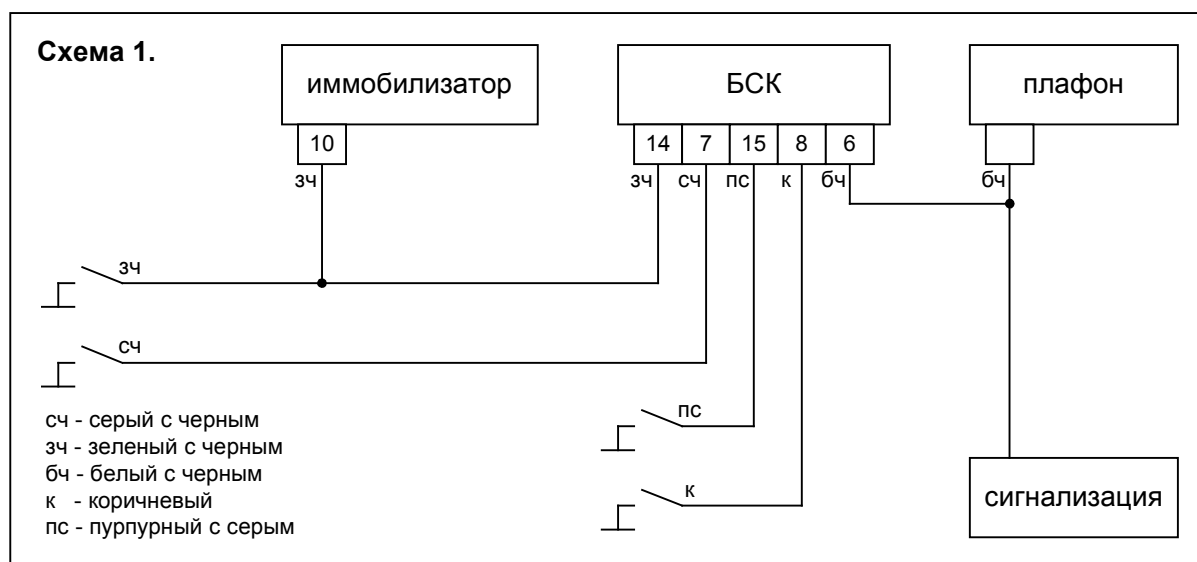 Схема 1.
иммобилизатор
БСК
плафон
10
14 7 15 8 6
зч
зч сч пс к бч
бч
зч
сч
пс
к
сч - серый с черным
зч - зеленый с черным
бч - белый с черным
к - коричневый
пс - пурпурный с серым
сигнализация